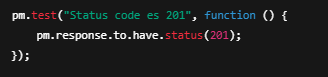 pm.test("Status code es 201", function () {
    pm.response.to.have.status(201);
});